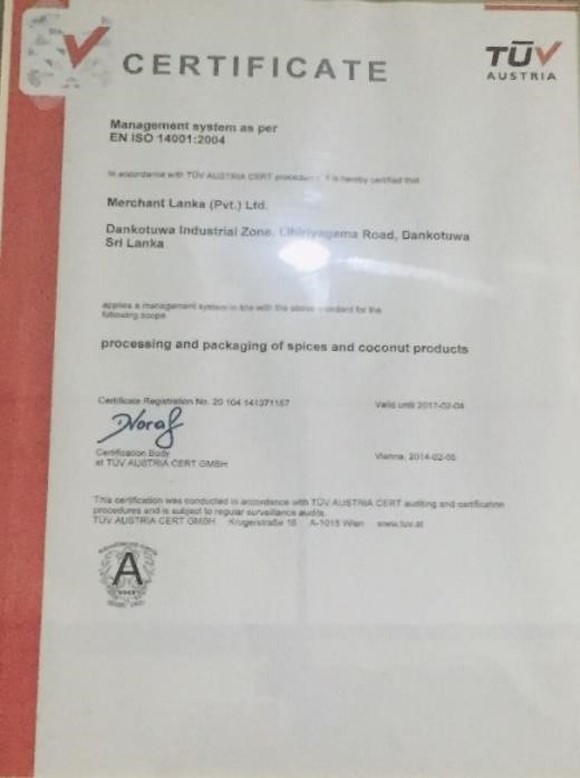 CERTIFICATE
TÜV
AUSTRIA
Management system as per
EN ISO 14001:2004
In accordance with TÜV AUSTRIA CERT it is hereby certified that
Merchant Lanka (Pvt.) Ltd.
Dankotuwa Industrial Zone, Road, Dankotuwa
Sri Lanka
applies a management system in line with the above standard for the
following scope
processing and packaging of spices and coconut products
Certificate Registration No. 20 104 141371157
Valid until 2017-02-04
Certification Body
at TÜV AUSTRIA CERT GMBH
Vienna, 2014-02-05
This certification was conducted in accordance with TÜV AUSTRIA CERT auditing and certification
procedures and is subject to regular surveillance audits.
TÜV AUSTRIA CERT GMBH Krugerstraße 16 A-1015 Wien www.tuv.at
A